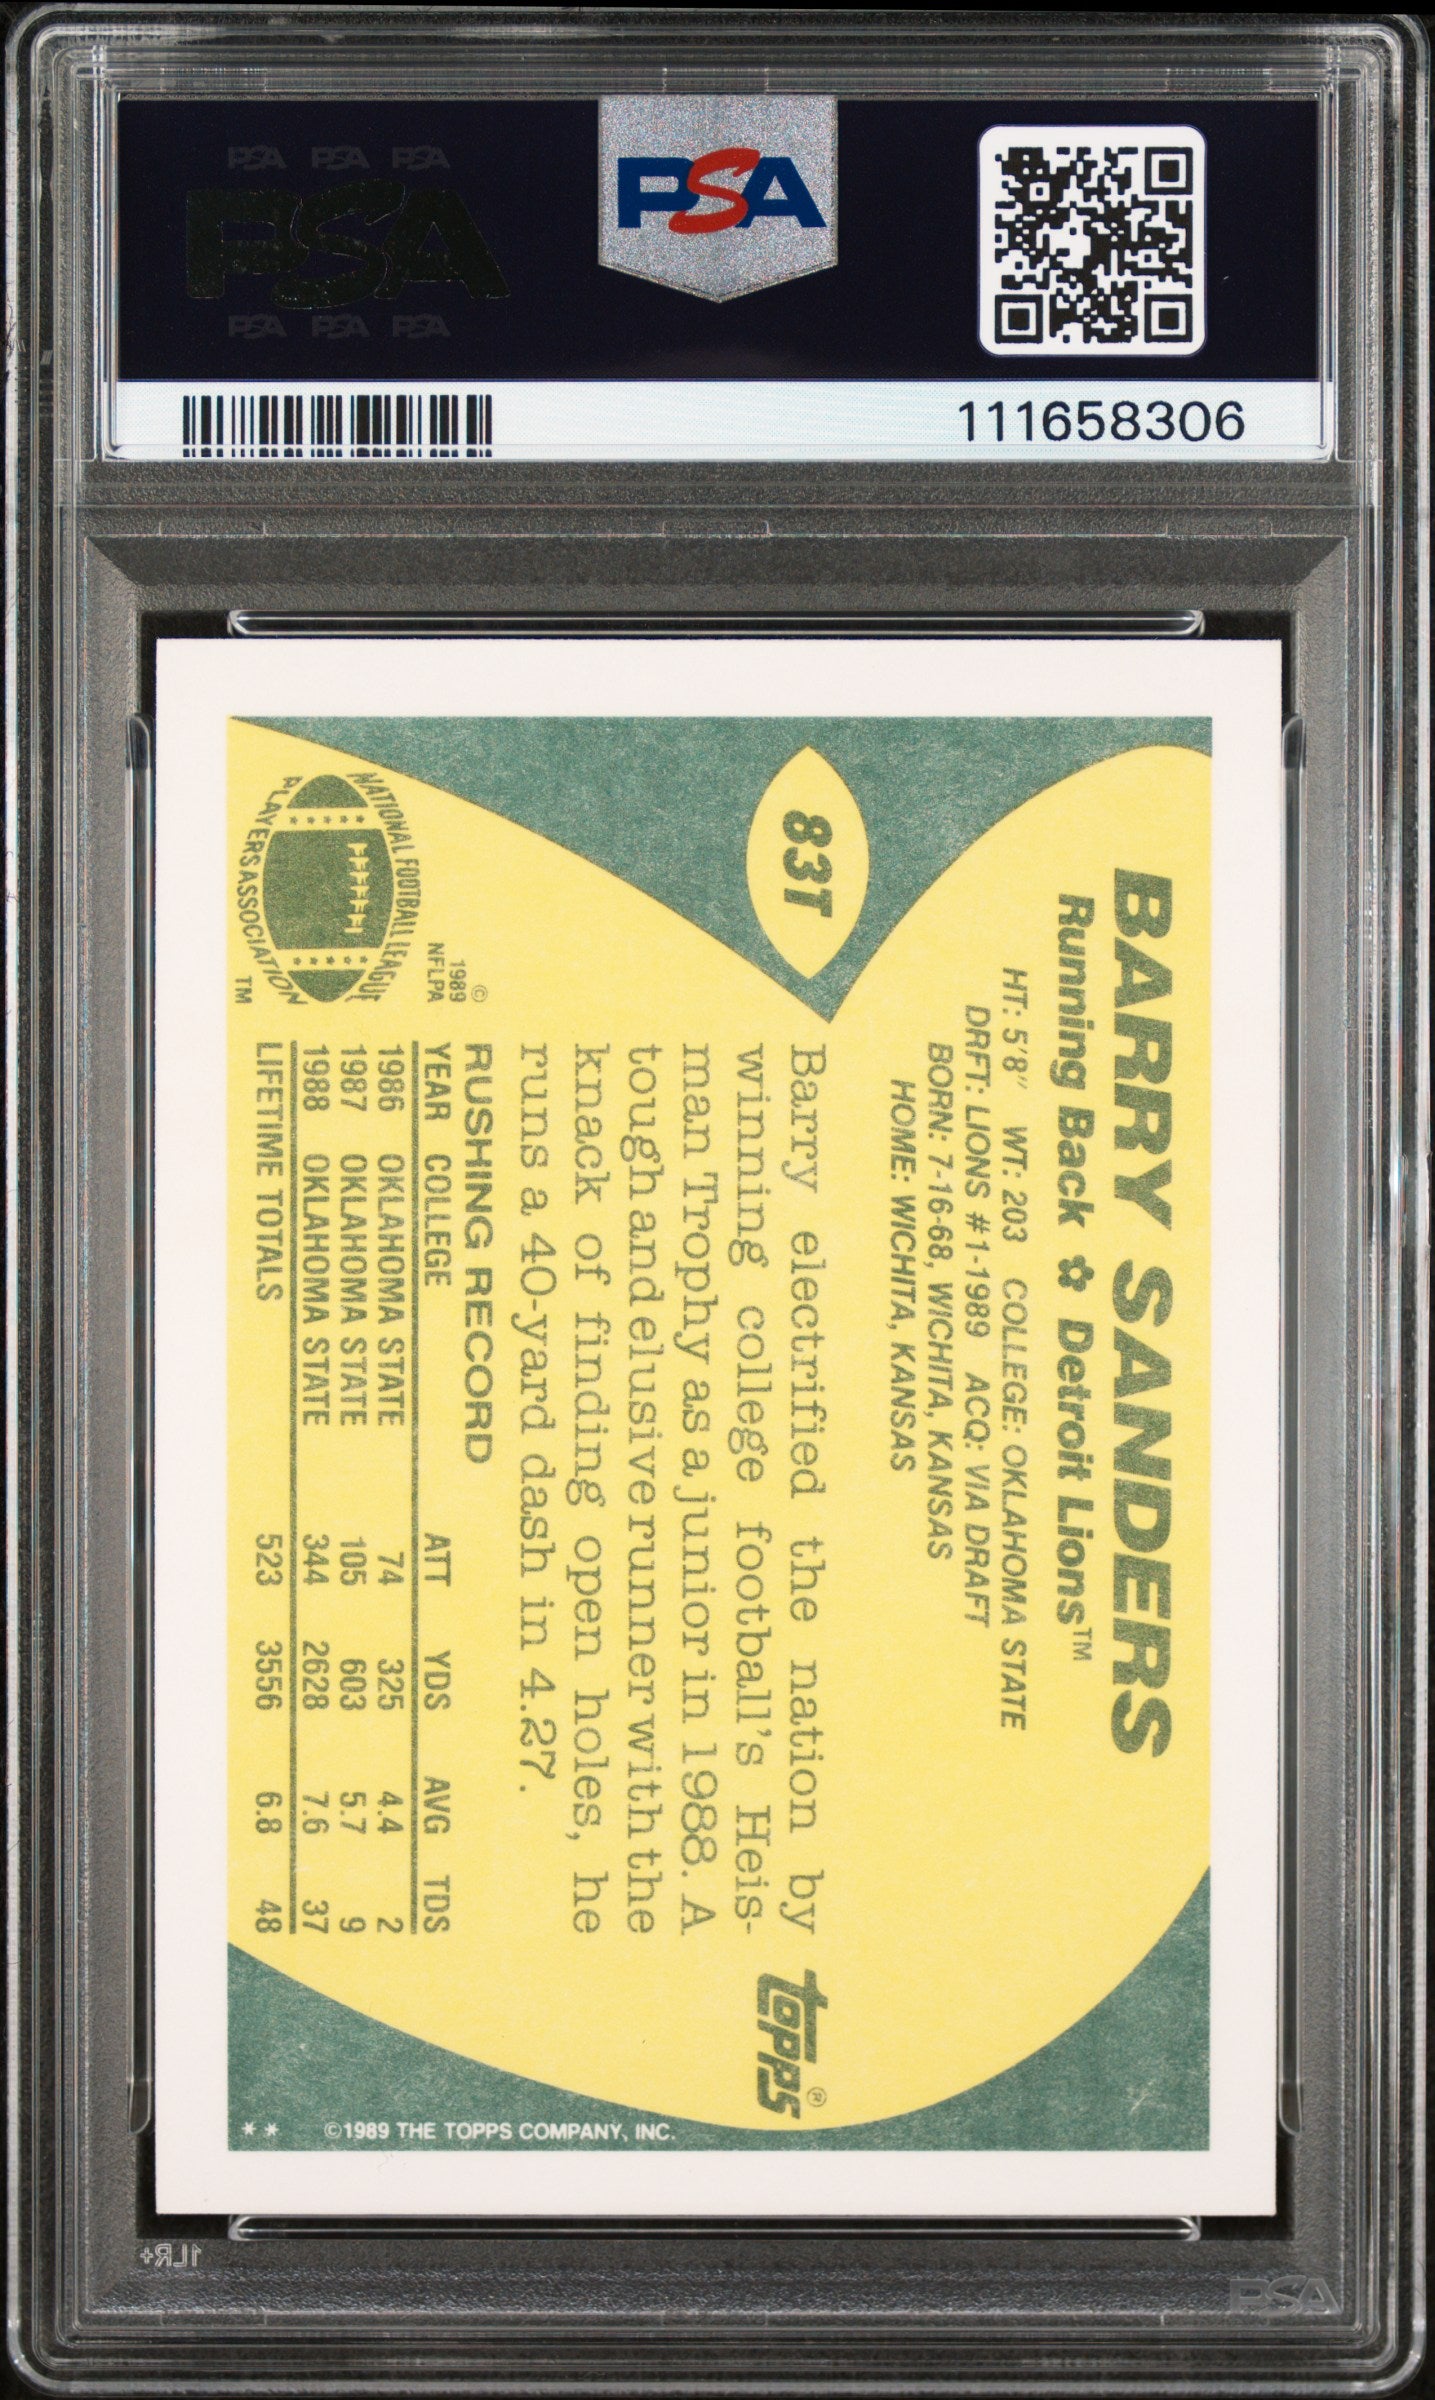 PSA PSA PSA
PSA
PSA PSA PSA
PSA
111658306
83T
BARRY SANDERS
Running Back Detroit Lions™
HT: 5'8" WT: 203 COLLEGE: OKLAHOMA STATE
DRFT: LIONS #1-1989 ACQ: VIA DRAFT
BORN: 7-16-68, WICHITA, KANSAS
HOME: WICHITA, KANSAS
Barry electrified the nation by
winning college football's Heis-
man Trophy as a junior in 1988. A
tough and elusive runner with the
knack of finding open holes, he
runs a 40-yard dash in 4.27.
topps®
RUSHING RECORD
YEAR COLLEGE ATT YDS AVG TDS
1986 OKLAHOMA STATE 74 325 4.4 2
1987 OKLAHOMA STATE 105 603 5.7 9
1988 OKLAHOMA STATE 344 2628 7.6 37
LIFETIME TOTALS 523 3556 6.8 48
©
1989
NFLPA
NATIONAL FOOTBALL LEAGUE
PLAYERS ASSOCIATION
TM
** ©1989 THE TOPPS COMPANY, INC.
1LR+
PSA